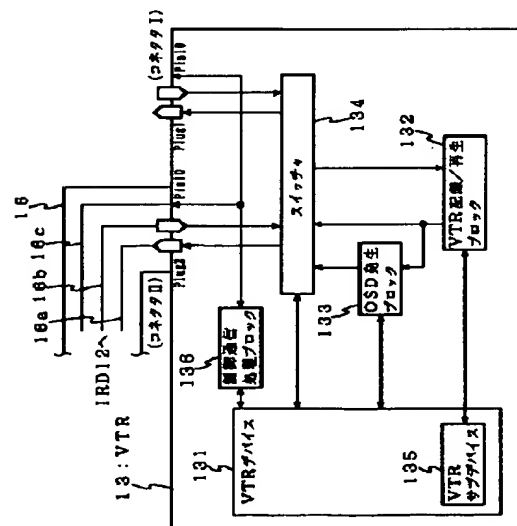 16
16c
16b
16a
IRD12へ
(コネクタI)
Pin10
Plug1
Pin10
Plug2
(コネクタII)
13:VTR
136
制御通信
処理ブロック
スイッチャ
134
132
VTR記録/再生
ブロック
133
OSD発生
ブロック
131
VTRデバイス
135
VTR
サブデバイス